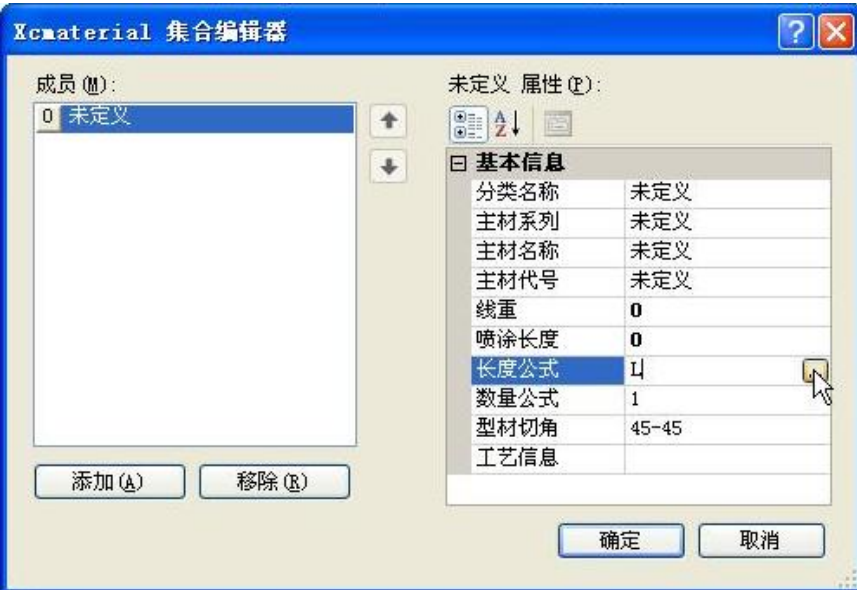 Xcmaterial 集合编辑器
成员(M):
0 未定义
添加(A) 移除(R)
未定义 属性(P):
基本信息
分类名称 未定义
主材系列 未定义
主材名称 未定义
主材代号 未定义
线重 0
喷涂长度 0
长度公式 L
数量公式 1
型材切角 45-45
工艺信息
确定 取消